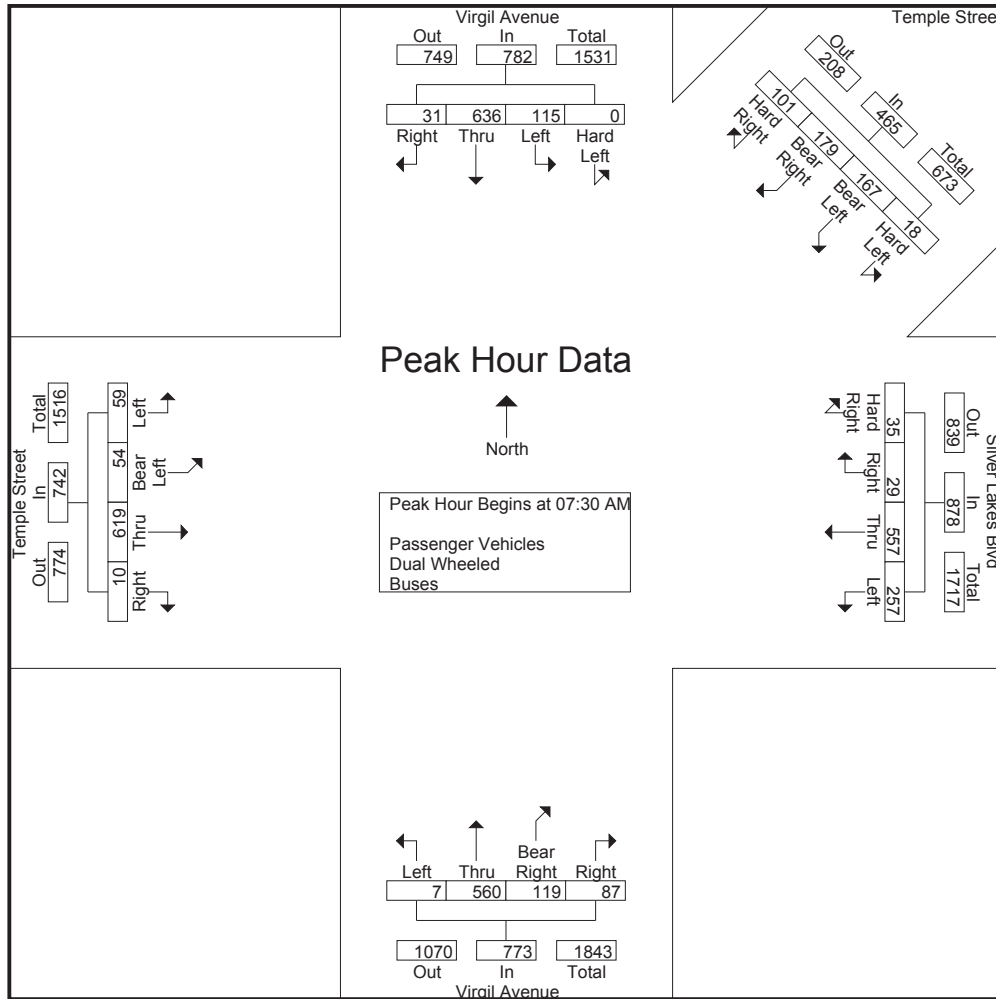 Virgil Avenue
Out In Total
749 782 1531
31 636 115 0
Right Thru Left Hard Left
Temple Stree
Out In Total
208 465 673
101 179 167 18
Hard Right Bear Right Bear Left Hard Left
Peak Hour Data
North
Peak Hour Begins at 07:30 AM
Passenger Vehicles
Dual Wheeled
Buses
Temple Street
Out In Total
774 742 1516
59 54 619 10
Left Bear Left Thru Right
Silver Lakes Blvd
Out In Total
839 878 1717
35 29 557 257
Hard Right Right Thru Left
Left Thru Bear Right Right
7 560 119 87
1070 773 1843
Out In Total
Virgil Avenue